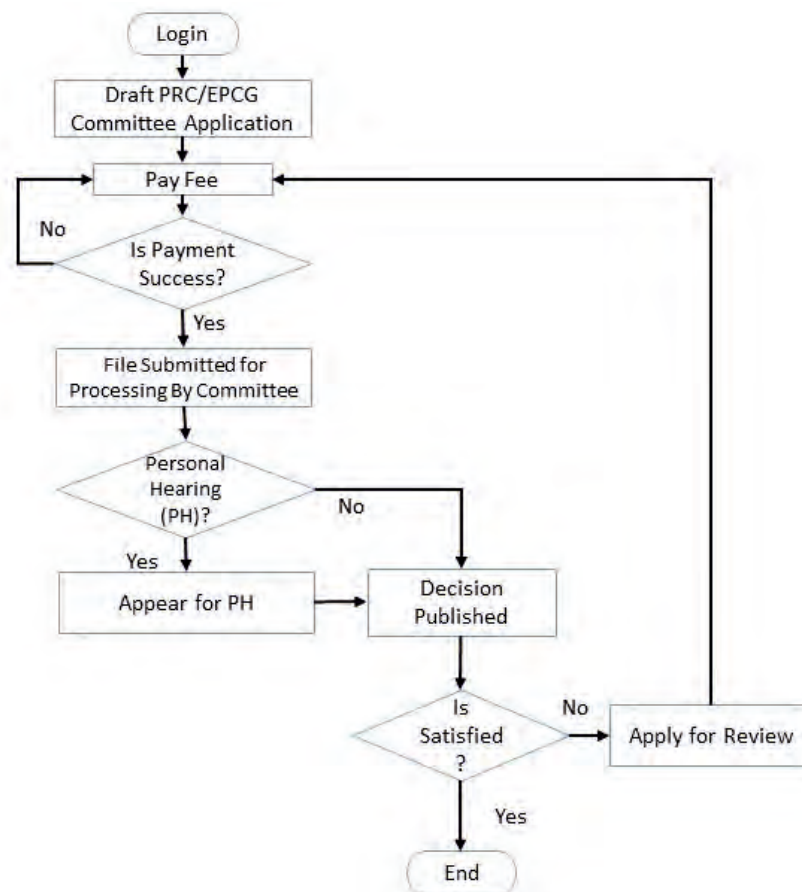 Login
Draft PRC/EPCG
Committee Application
Pay Fee
No
Is Payment
Success?
Yes
File Submitted for
Processing By Committee
Personal
Hearing
(PH)?
No
Yes
Appear for PH
Decision
Published
Is
Satisfied
?
No
Apply for Review
Yes
End